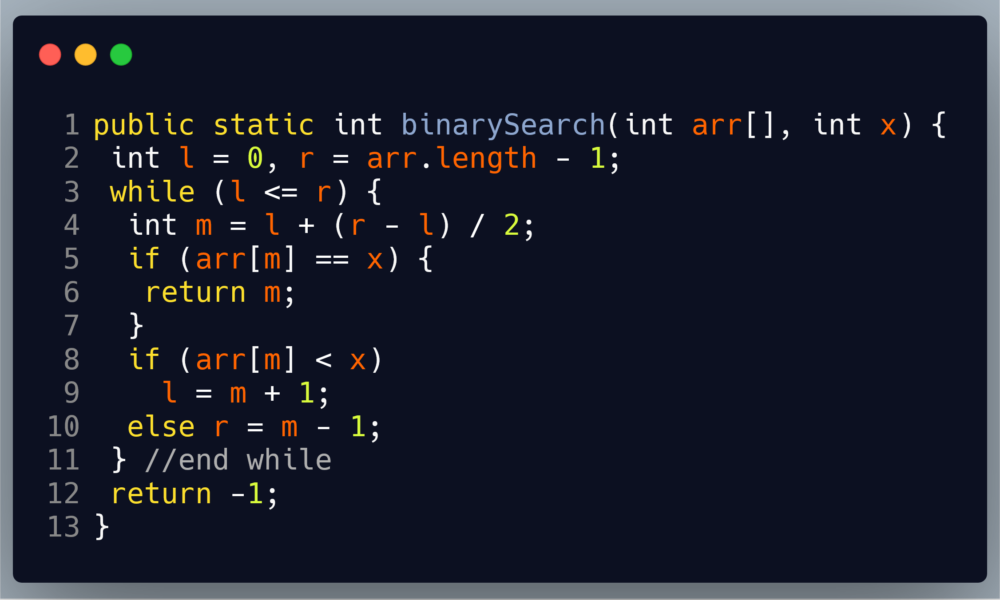 1 public static int binarySearch(int arr[], int x) {
2  int l = 0, r = arr.length - 1;
3  while (l <= r) {
4   int m = l + (r - l) / 2;
5   if (arr[m] == x) {
6    return m;
7   }
8   if (arr[m] < x)
9     l = m + 1;
10   else r = m - 1;
11  } //end while
12  return -1;
13 }